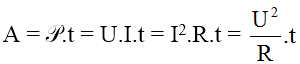 A = 𝒫.t = U.I.t = I².R.t = U²/R .t